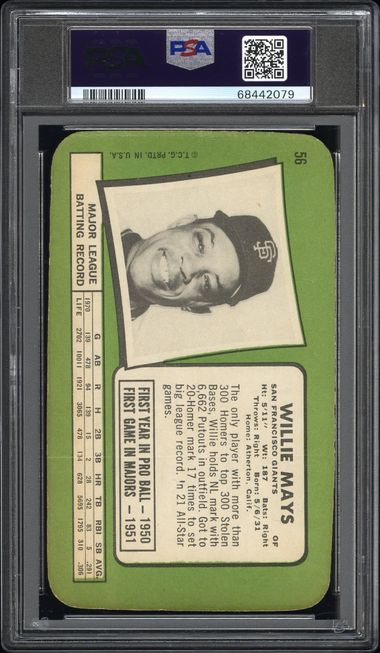 PSA
PSA
68442079
56
© T.C.G. PRTD. IN U.S.A.
SF
WILLIE MAYS OF
SAN FRANCISCO GIANTS
Ht: 5'11" Wt: 187 Bats: Right
Throws: Right Born: 5/6/31
Home: Atherton, Calif.
The only player with more than
300 Homers to top 300 Stolen
Bases, Willie holds NL mark with
6,662 Putouts in outfield. Got to
20-Homer mark 17 times to set
big league record. In 21 All-Star
games.
FIRST YEAR IN PRO BALL – 1950
FIRST GAME IN MAJORS – 1951
MAJOR LEAGUE
BATTING RECORD
G AB R H 2B 3B HR TB RBI SB AVG.
1970 139 478 94 139 15 2 28 242 83 5 .291
LIFE 2702 10011 1921 3065 478 134 628 5695 1795 310 .306